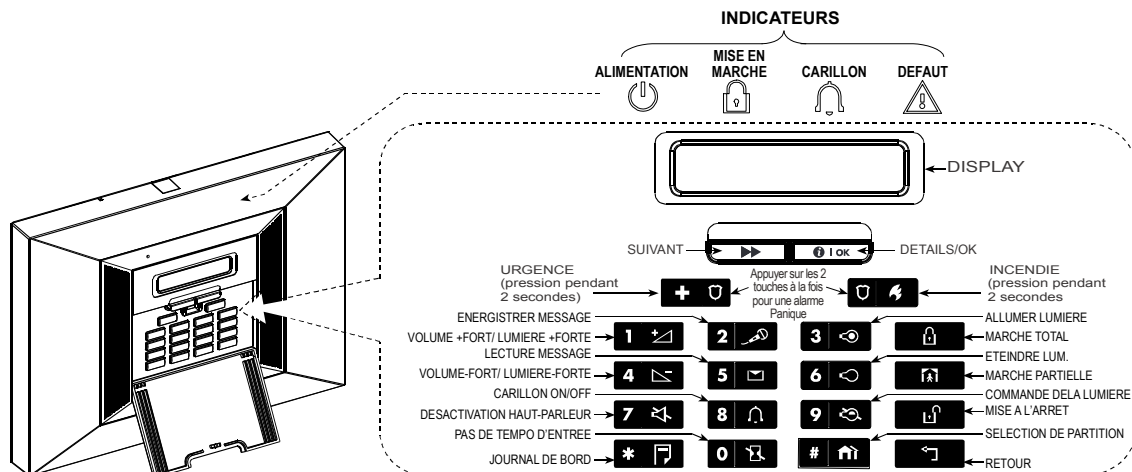 INDICATEURS
ALIMENTATION
MISE EN
MARCHE
CARILLON
DEFAUT
DISPLAY
SUIVANT
OK
DETAILS/OK
URGENCE
(pression pendant
2 secondes)
Appuyer sur les 2
touches à la fois
pour une alarme
Panique
INCENDIE
(pression pendant
2 secondes
ENREGISTRER MESSAGE
ALLUMER LUMIERE
VOLUME +FORT/ LUMIERE +FORTE
1 2 3
MARCHE TOTAL
LECTURE MESSAGE
ETEINDRE LUM.
VOLUME-FORT/ LUMIERE-FORTE
4 5 6
MARCHE PARTIELLE
CARILLON ON/OFF
COMMANDE DELA LUMIERE
DESACTIVATION HAUT-PARLEUR
7 8 9
MISE A L'ARRET
PAS DE TEMPO D'ENTREE
SELECTION DE PARTITION
JOURNAL DE BORD
* 0 #
RETOUR